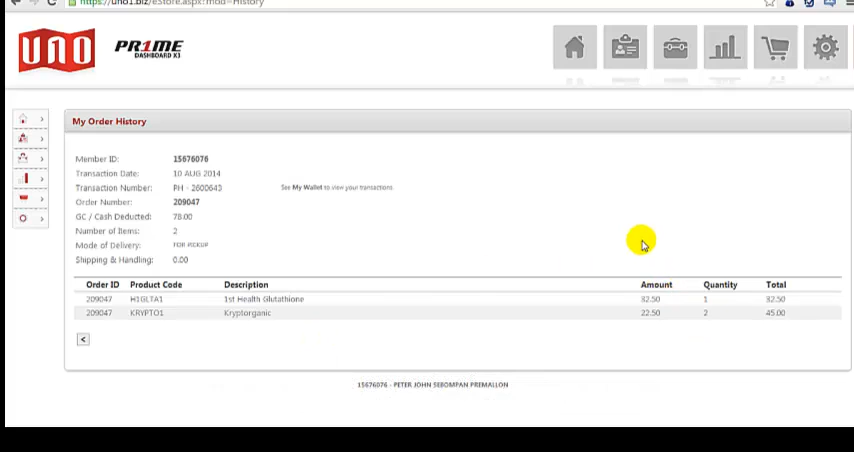 https://uno1.biz/eStore.aspx?mod=History
UNO PR1ME
DASHBOARD X3
My Order History
Member ID: 15676076
Transaction Date: 10 AUG 2014
Transaction Number: PH - 2600643 See My Wallet to view your transactions.
Order Number: 209047
GC / Cash Deducted: 78.00
Number of Items: 2
Mode of Delivery: FOR PICKUP
Shipping & Handling: 0.00
Order ID Product Code Description Amount Quantity Total
209047 H1GLTA1 1st Health Glutathione 32.50 1 32.50
209047 KRYPTO1 Kryptorganic 22.50 2 45.00
<
15676076 - PETER JOHN SEBOMPAN PREMALLON